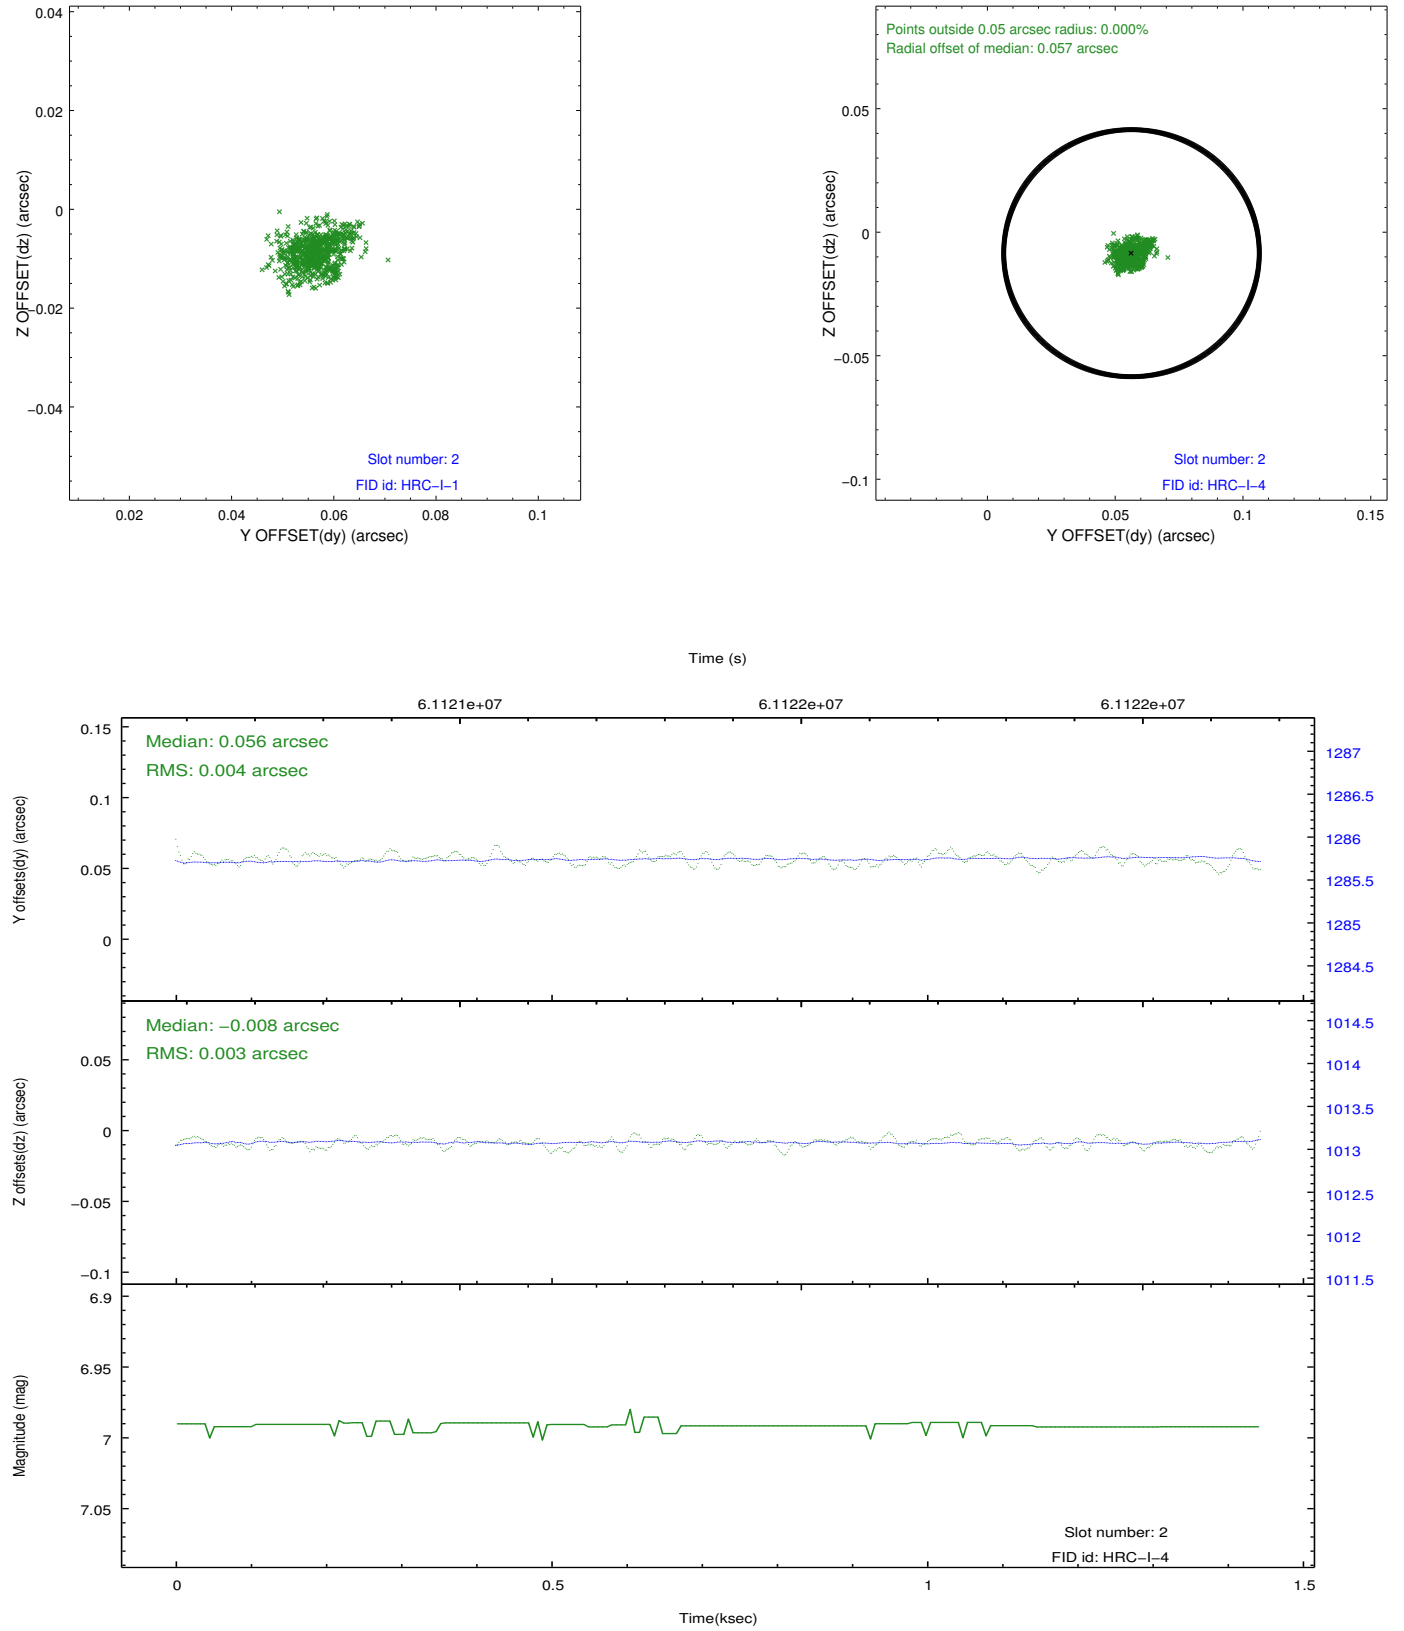 0.04
0.02
0
−0.02
−0.04
Z OFFSET(dz) (arcsec)
Slot number: 2
FID id: HRC−I−1
0.02 0.04 0.06 0.08 0.1
Y OFFSET(dy) (arcsec)
Points outside 0.05 arcsec radius: 0.000%
Radial offset of median: 0.057 arcsec
0.05
0
−0.05
−0.1
Z OFFSET(dz) (arcsec)
Slot number: 2
FID id: HRC−I−4
0 0.05 0.1 0.15
Y OFFSET(dy) (arcsec)
Time (s)
6.1121e+07 6.1122e+07 6.1122e+07
Median: 0.056 arcsec
RMS: 0.004 arcsec
0.15
0.1
0.05
0
Y offsets(dy) (arcsec)
1287
1286.5
1286
1285.5
1285
1284.5
Median: −0.008 arcsec
RMS: 0.003 arcsec
0.05
0
−0.05
−0.1
Z offsets(dz) (arcsec)
1014.5
1014
1013.5
1013
1012.5
1012
1011.5
6.9
6.95
7
7.05
Magnitude (mag)
Slot number: 2
FID id: HRC−I−4
0 0.5 1 1.5
Time(ksec)